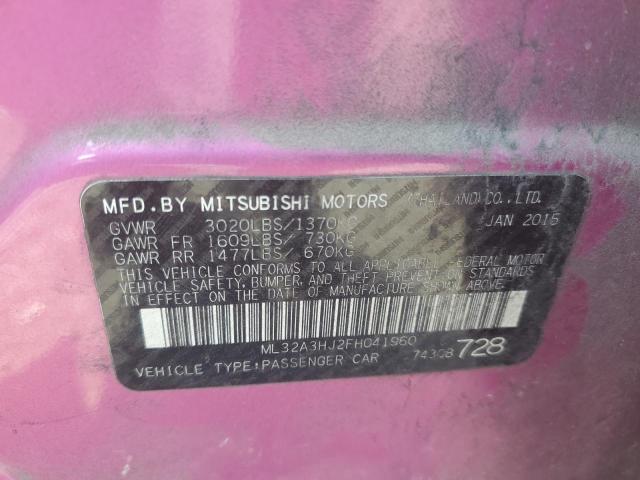 MFD.BY MITSUBISHI MOTORS (THAILAND) CO., LTD.
GVWR 3020LBS/1370KG JAN 2015
GAWR FR 1609LBS/ 730KG
GAWR RR 1477LBS/ 670KG
THIS VEHICLE CONFORMS TO ALL APPLICABLE FEDERAL MOTOR
VEHICLE SAFETY, BUMPER, AND THEFT PREVENTION STANDARDS
IN EFFECT ON THE DATE OF MANUFACTURE SHOWN ABOVE.
ML32A3HJ2FH041960
VEHICLE TYPE:PASSENGER CAR 728